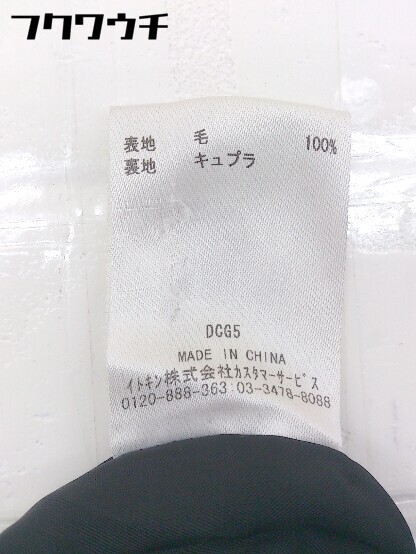 フクワウチ
表地 毛 100%
裏地 キュプラ
DCG5
MADE IN CHINA
イトキン株式会社カスタマーサービス
0120-888-363:03-3478-8088